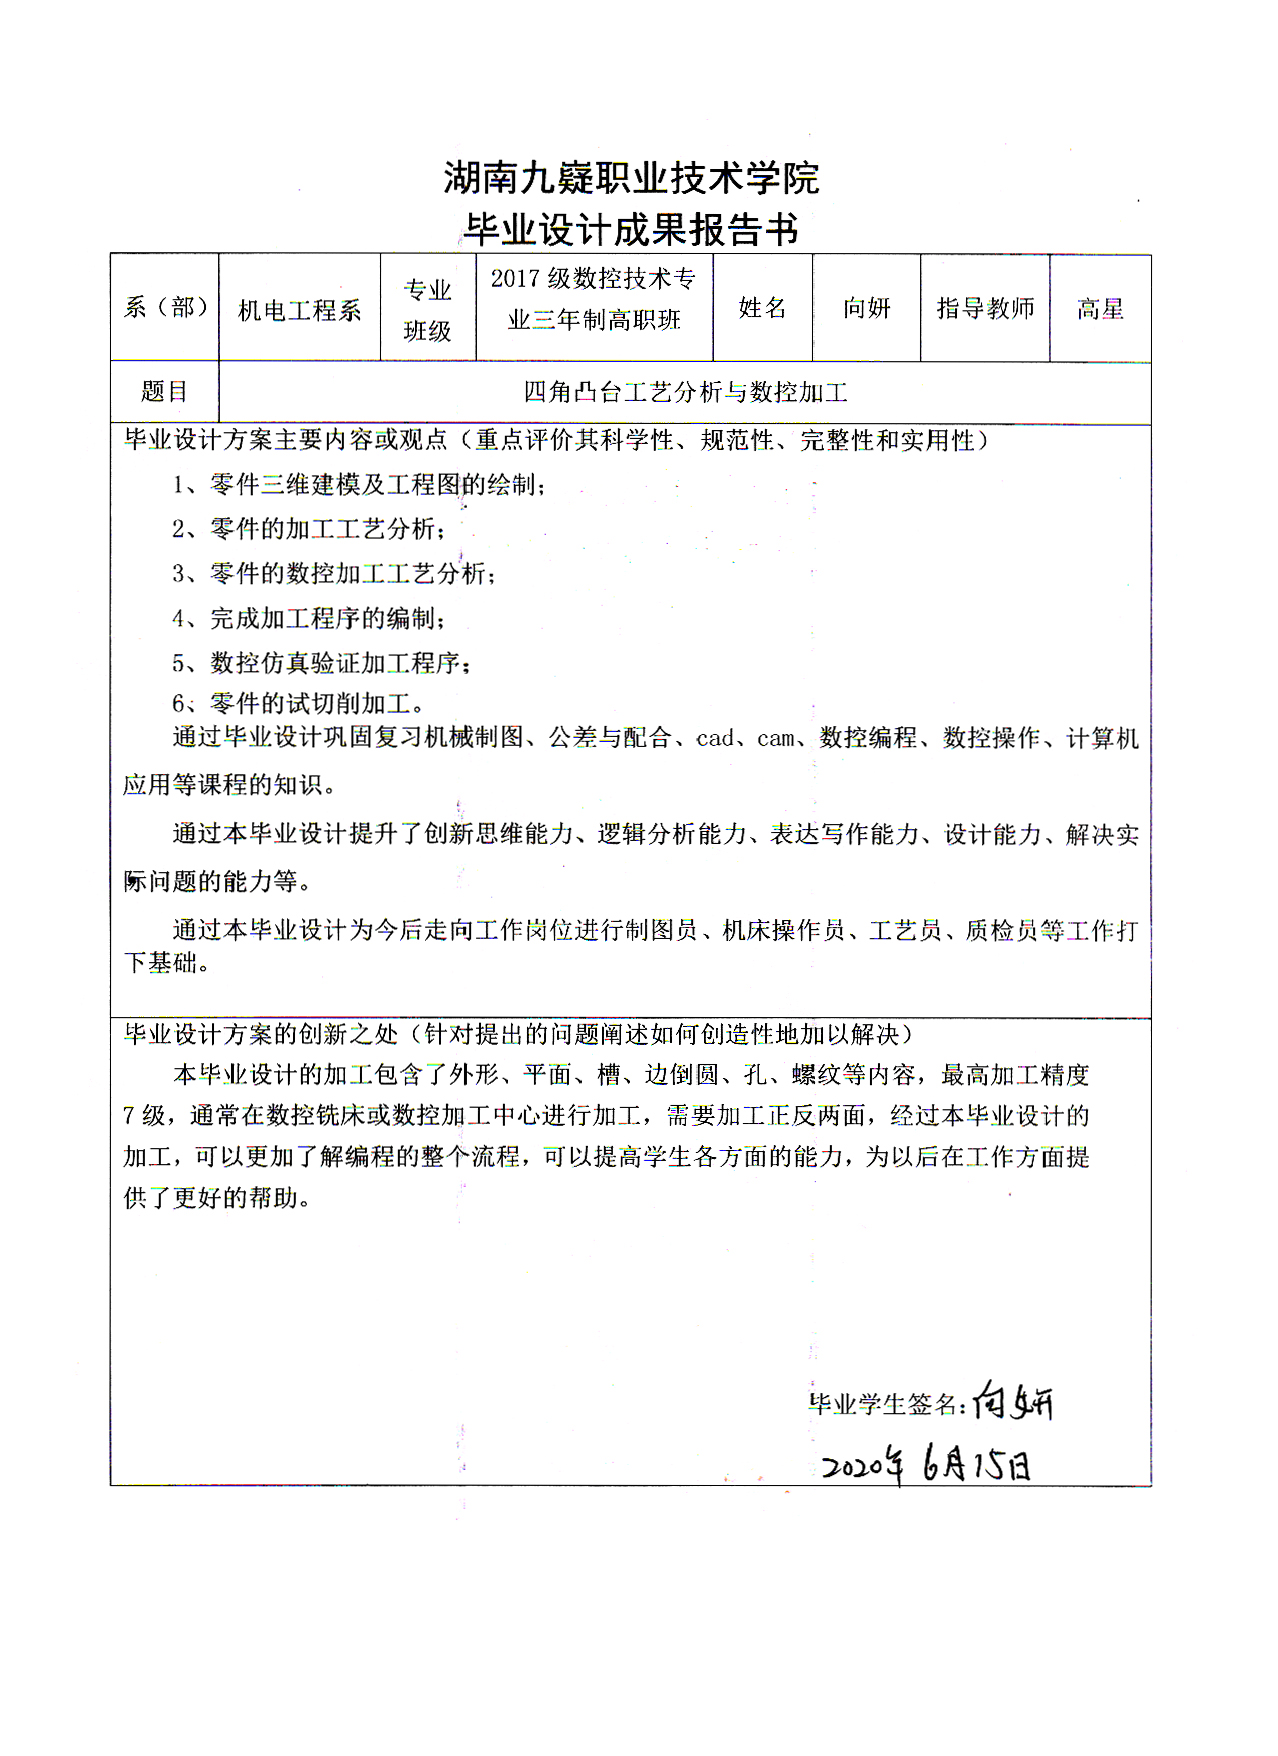 湖南九嶷职业技术学院
毕业设计成果报告书
系（部） 机电工程系 专业班级 2017 级数控技术专业三年制高职班 姓名 向妍 指导教师 高星
题目 四角凸台工艺分析与数控加工
毕业设计方案主要内容或观点（重点评价其科学性、规范性、完整性和实用性）
1、零件三维建模及工程图的绘制；
2、零件的加工工艺分析；
3、零件的数控加工工艺分析；
4、完成加工程序的编制；
5、数控仿真验证加工程序；
6、零件的试切削加工。
通过毕业设计巩固复习机械制图、公差与配合、cad、cam、数控编程、数控操作、计算机
应用等课程的知识。
通过本毕业设计提升了创新思维能力、逻辑分析能力、表达写作能力、设计能力、解决实
际问题的能力等。
通过本毕业设计为今后走向工作岗位进行制图员、机床操作员、工艺员、质检员等工作打
下基础。
毕业设计方案的创新之处（针对提出的问题阐述如何创造性地加以解决）
本毕业设计的加工包含了外形、平面、槽、边倒圆、孔、螺纹等内容，最高加工精度
7 级，通常在数控铣床或数控加工中心进行加工，需要加工正反两面，经过本毕业设计的
加工，可以更加了解编程的整个流程，可以提高学生各方面的能力，为以后在工作方面提
供了更好的帮助。
毕业学生签名：向妍
2020年 6月15日